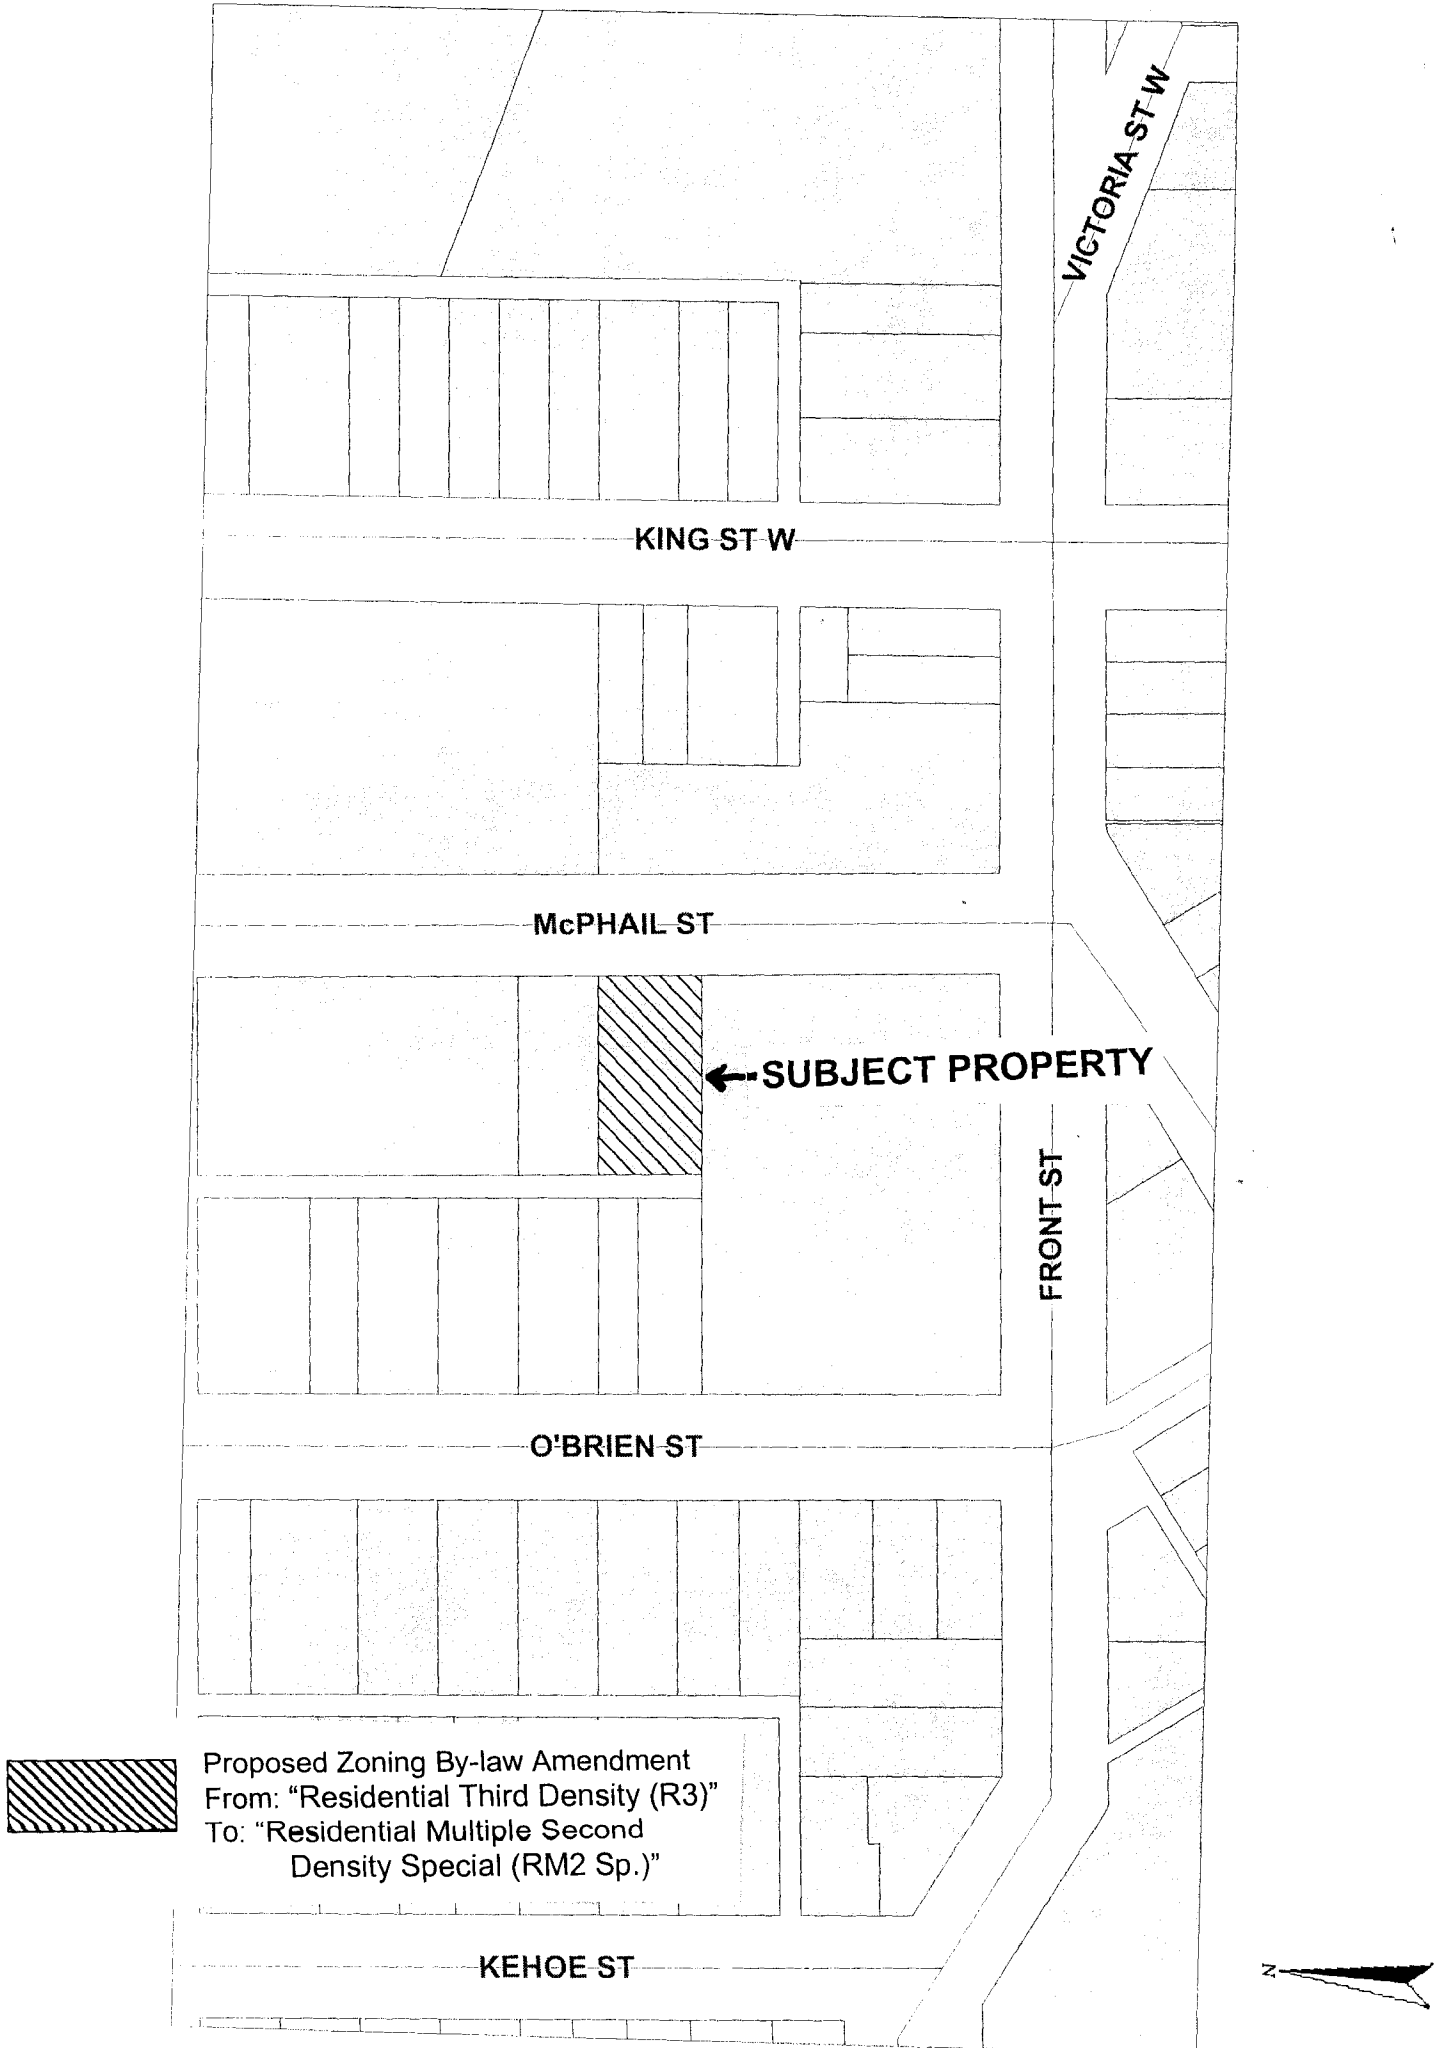 VICTORIA ST W
KING ST W
McPHAIL ST
SUBJECT PROPERTY
FRONT ST
O'BRIEN ST
Proposed Zoning By-law Amendment
From: “Residential Third Density (R3)”
To: “Residential Multiple Second
Density Special (RM2 Sp.)”
KEHOE ST
N